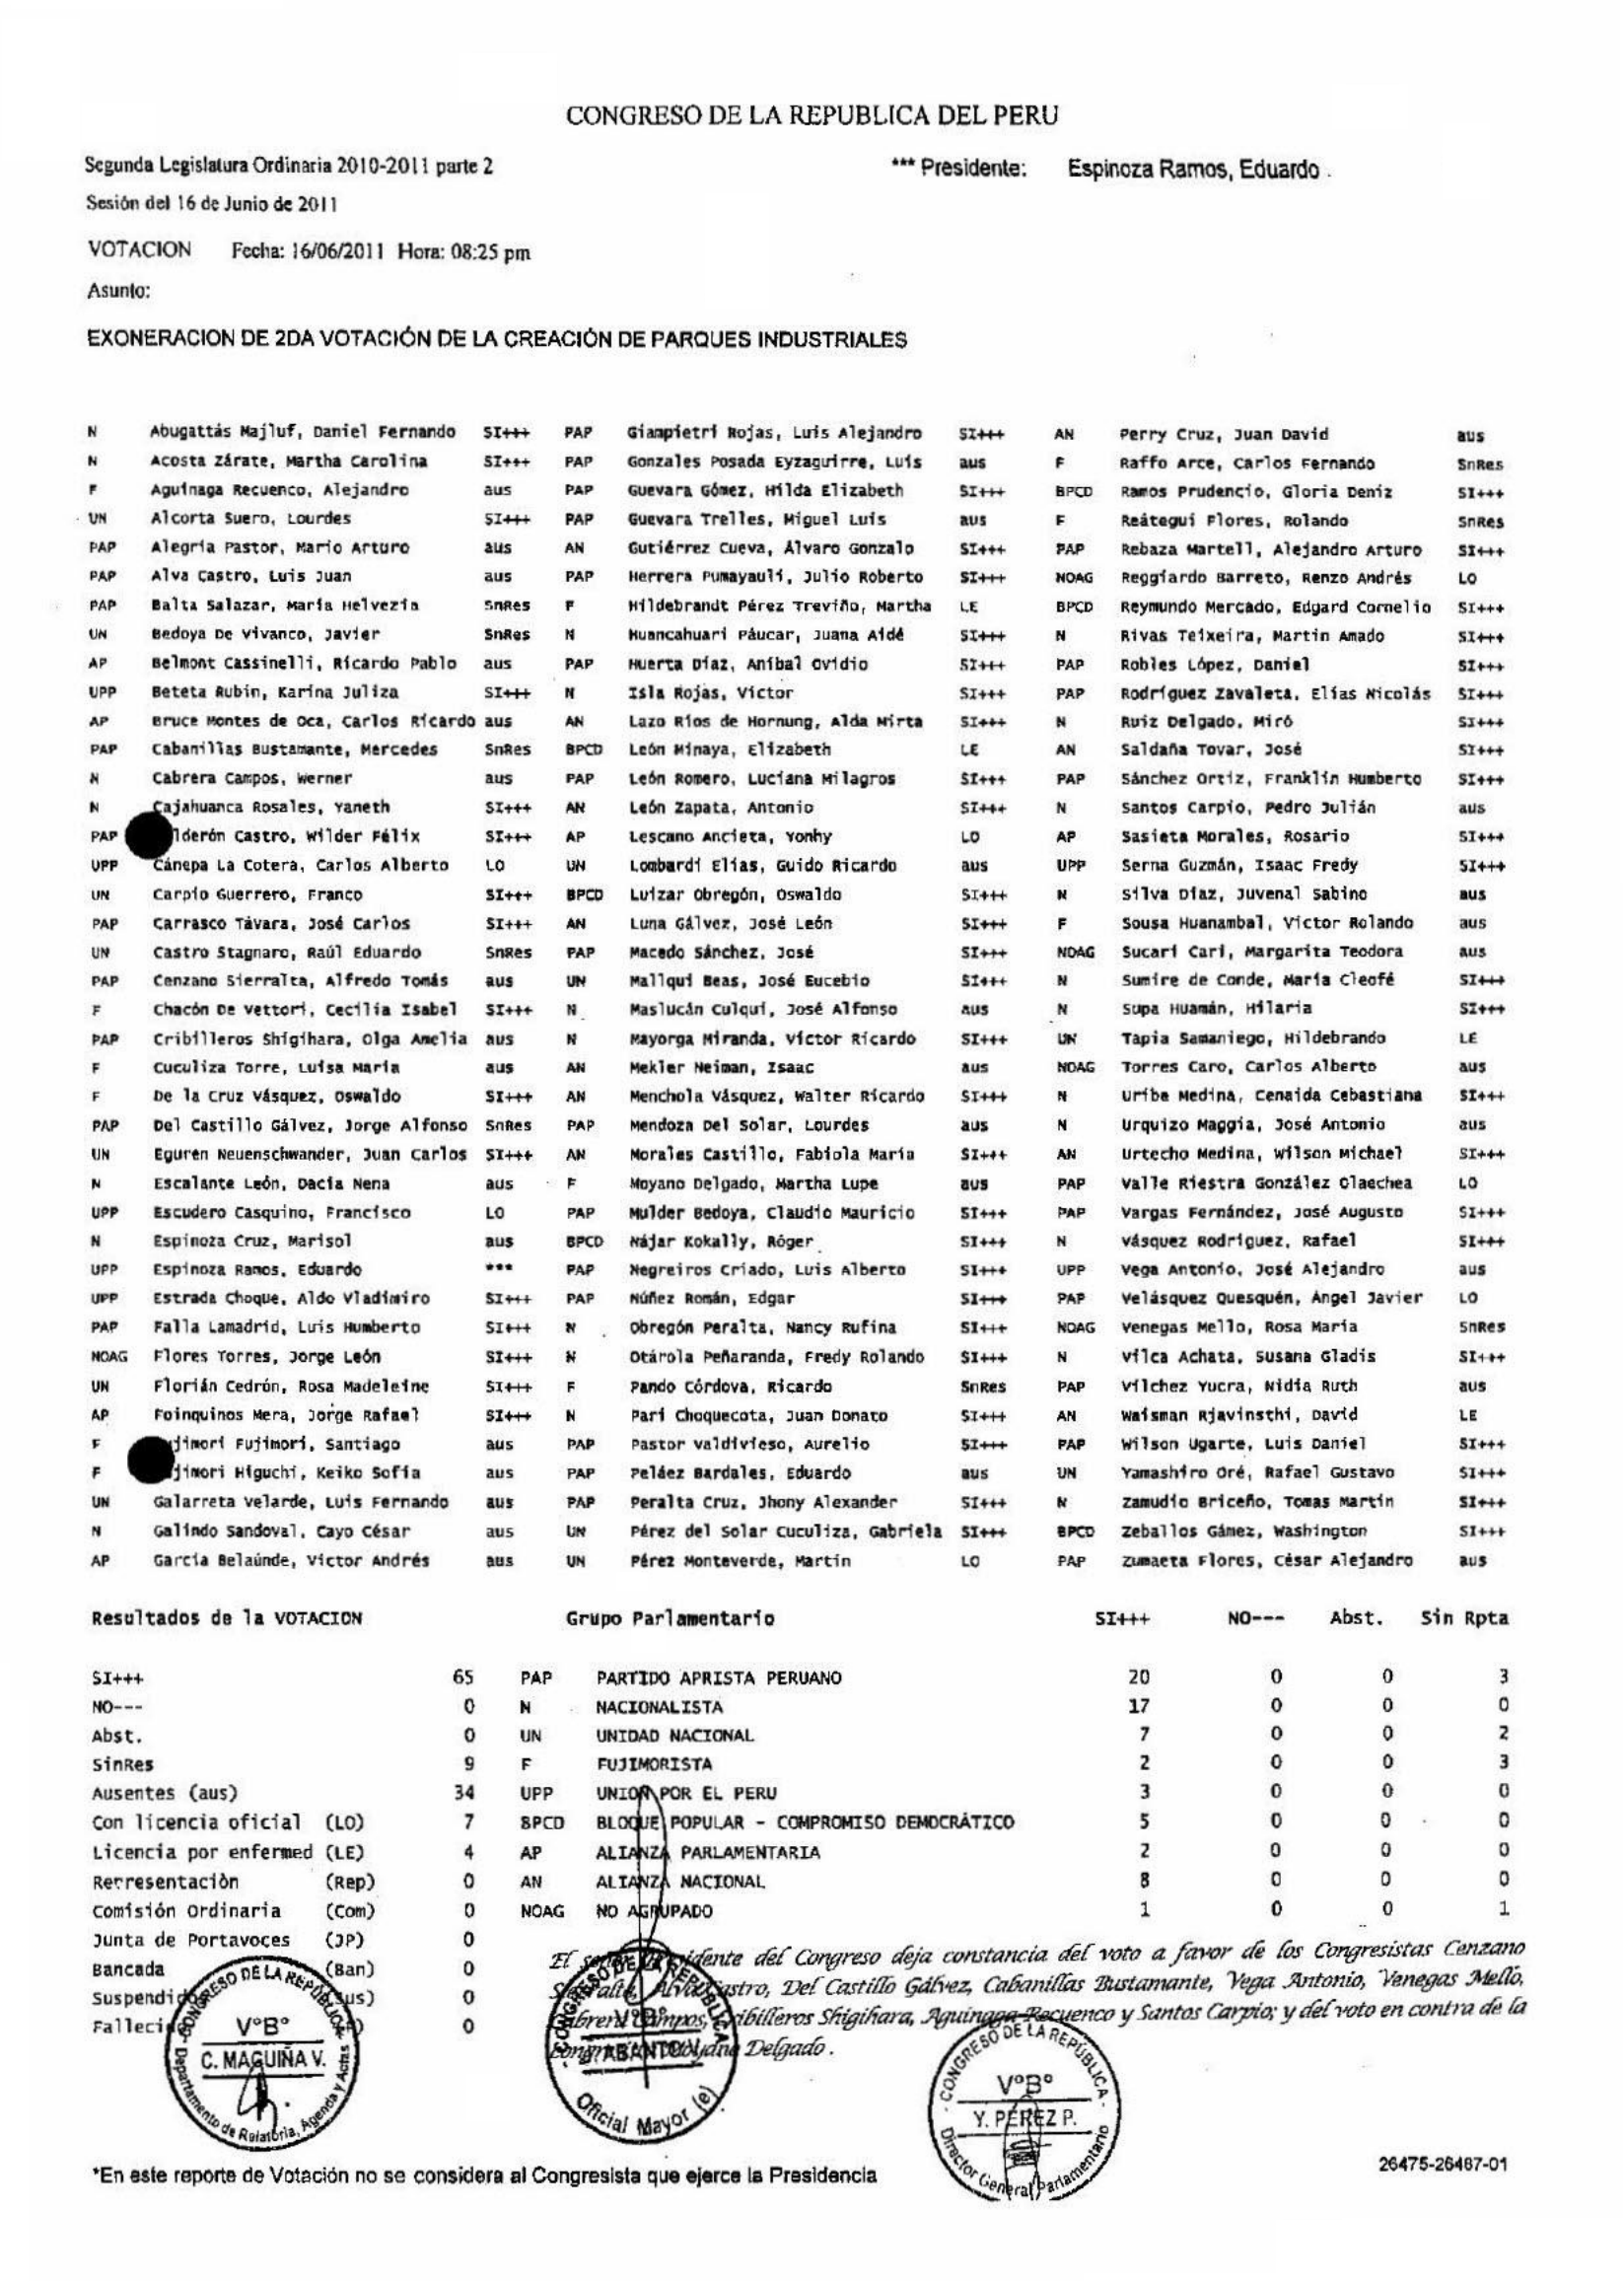 CONGRESO DE LA REPUBLICA DEL PERU
Segunda Legislatura Ordinaria 2010-2011 parte 2 *** Presidente: Espinoza Ramos, Eduardo .
Sesión del 16 de Junio de 2011
VOTACION Fecha: 16/06/2011 Hora: 08:25 pm
Asunto:
EXONERACION DE 2DA VOTACIÓN DE LA CREACIÓN DE PARQUES INDUSTRIALES
N Abugattás Majluf, Daniel Fernando SI+++ PAP Giampietri Rojas, Luis Alejandro SI+++ AN Perry Cruz, Juan David aus
N Acosta Zárate, Martha Carolina SI+++ PAP Gonzales Posada Eyzaguirre, Luis aus F Raffo Arce, Carlos Fernando SnRes
F Aguinaga Recuenco, Alejandro aus PAP Guevara Gómez, Hilda Elizabeth SI+++ BPCD Ramos Prudencio, Gloria Deniz SI+++
UN Alcorta Suero, Lourdes SI+++ PAP Guevara Trelles, Miguel Luis aus F Reátegui Flores, Rolando SnRes
PAP Alegría Pastor, Mario Arturo aus AN Gutiérrez Cueva, Álvaro Gonzalo SI+++ PAP Rebaza Martell, Alejandro Arturo SI+++
PAP Alva Castro, Luis Juan aus PAP Herrera Pumayauli, Julio Roberto SI+++ NOAG Reggiardo Barreto, Renzo Andrés LO
PAP Balta Salazar, María Helvezia SnRes F Hildebrandt Pérez Treviño, Martha LE BPCD Reymundo Mercado, Edgard Cornelio SI+++
UN Bedoya De Vivanco, Javier SnRes N Huancahuari Páucar, Juana Aidé SI+++ N Rivas Teixeira, Martin Amado SI+++
AP Belmont Cassinelli, Ricardo Pablo aus PAP Huerta Díaz, Aníbal Ovidio SI+++ PAP Robles López, Daniel SI+++
UPP Beteta Rubin, Karina Juliza SI+++ N Isla Rojas, Víctor SI+++ PAP Rodríguez Zavaleta, Elías Nicolás SI+++
AP Bruce Montes de Oca, Carlos Ricardo aus AN Lazo Ríos de Hornung, Alda Mirta SI+++ N Ruiz Delgado, Miró SI+++
PAP Cabanillas Bustamante, Mercedes SnRes BPCD León Minaya, Elizabeth LE AN Saldaña Tovar, José SI+++
N Cabrera Campos, Werner aus PAP León Romero, Luciana Milagros SI+++ PAP Sánchez Ortiz, Franklin Humberto SI+++
N Cajahuanca Rosales, Yaneth SI+++ AN León Zapata, Antonio SI+++ N Santos Carpio, Pedro Julián aus
PAP lderón Castro, Wilder Félix SI+++ AP Lescano Ancieta, Yonhy LO AP Sasieta Morales, Rosario SI+++
UPP Cánepa La Cotera, Carlos Alberto LO UN Lombardi Elías, Guido Ricardo aus UPP Serna Guzmán, Isaac Fredy SI+++
UN Carpio Guerrero, Franco SI+++ BPCD Luizar Obregón, Oswaldo SI+++ N Silva Díaz, Juvenal Sabino aus
PAP Carrasco Távara, José Carlos SI+++ AN Luna Gálvez, José León SI+++ F Sousa Huanambal, Víctor Rolando aus
UN Castro Stagnaro, Raúl Eduardo SnRes PAP Macedo Sánchez, José SI+++ NOAG Sucari Cari, Margarita Teodora aus
PAP Cenzano Sierralta, Alfredo Tomás aus UN Mallqui Beas, José Eucebio SI+++ N Sumire de Conde, María Cleofé SI+++
F Chacón De Vettori, Cecilia Isabel SI+++ N Maslucán Culqui, José Alfonso aus N Supa Huamán, Hilaria SI+++
PAP Cribilleros Shigihara, Olga Amelia aus N Mayorga Miranda, Víctor Ricardo SI+++ UN Tapia Samaniego, Hildebrando LE
F Cuculiza Torre, Luisa María aus AN Mekler Neiman, Isaac aus NOAG Torres Caro, Carlos Alberto aus
F De la Cruz Vásquez, Oswaldo SI+++ AN Menchola Vásquez, Walter Ricardo SI+++ N Uribe Medina, Cenaida Cebastiana SI+++
PAP Del Castillo Gálvez, Jorge Alfonso SnRes PAP Mendoza Del Solar, Lourdes aus N Urquizo Maggia, José Antonio aus
UN Eguren Neuenschwander, Juan Carlos SI+++ AN Morales Castillo, Fabiola María SI+++ AN Urtecho Medina, Wilson Michael SI+++
N Escalante León, Dacia Nena aus F Moyano Delgado, Martha Lupe aus PAP Valle Riestra González Olaechea LO
UPP Escudero Casquino, Francisco LO PAP Mulder Bedoya, Claudio Mauricio SI+++ PAP Vargas Fernández, José Augusto SI+++
N Espinoza Cruz, Marisol aus BPCD Nájar Kokally, Róger SI+++ N Vásquez Rodríguez, Rafael SI+++
UPP Espinoza Ramos, Eduardo *** PAP Negreiros Criado, Luis Alberto SI+++ UPP Vega Antonio, José Alejandro aus
UPP Estrada Choque, Aldo Vladimiro SI+++ PAP Núñez Román, Edgar SI+++ PAP Velásquez Quesquén, Ángel Javier LO
PAP Falla Lamadrid, Luis Humberto SI+++ N Obregón Peralta, Nancy Rufina SI+++ NOAG Venegas Mello, Rosa María SnRes
NOAG Flores Torres, Jorge León SI+++ N Otárola Peñaranda, Fredy Rolando SI+++ N Vilca Achata, Susana Gladis SI+++
UN Florián Cedrón, Rosa Madeleine SI+++ F Pando Córdova, Ricardo SnRes PAP Vilchez Yucra, Nidia Ruth aus
AP Foinquinos Mera, Jorge Rafael SI+++ N Pari Choquecota, Juan Donato SI+++ AN Waisman Rjavinsthi, David LE
F jimori Fujimori, Santiago aus PAP Pastor Valdivieso, Aurelio SI+++ PAP Wilson Ugarte, Luis Daniel SI+++
F jimori Higuchi, Keiko Sofía aus PAP Peláez Bardales, Eduardo aus UN Yamashiro Oré, Rafael Gustavo SI+++
UN Galarreta Velarde, Luis Fernando aus PAP Peralta Cruz, Jhony Alexander SI+++ N Zamudio Briceño, Tomas Martin SI+++
N Galindo Sandoval, Cayo César aus UN Pérez del Solar Cuculiza, Gabriela SI+++ BPCD Zeballos Gámez, Washington SI+++
AP García Belaúnde, Víctor Andrés aus UN Pérez Monteverde, Martin LO PAP Zumaeta Flores, César Alejandro aus
Resultados de la VOTACION Grupo Parlamentario SI+++ NO--- Abst. Sin Rpta
SI+++ 65 PAP PARTIDO APRISTA PERUANO 20 0 0 3
NO--- 0 N NACIONALISTA 17 0 0 0
Abst. 0 UN UNIDAD NACIONAL 7 0 0 2
SinRes 9 F FUJIMORISTA 2 0 0 3
Ausentes (aus) 34 UPP UNION POR EL PERU 3 0 0 0
Con licencia oficial (LO) 7 BPCD BLOQUE POPULAR - COMPROMISO DEMOCRÁTICO 5 0 0 0
Licencia por enfermed (LE) 4 AP ALIANZA PARLAMENTARIA 2 0 0 0
Representación (Rep) 0 AN ALIANZA NACIONAL 8 0 0 0
Comisión Ordinaria (Com) 0 NOAG NO AGRUPADO 1 0 0 1
Junta de Portavoces (JP) 0
Bancada (Ban) 0
Suspendi us) 0
Falleci 0
El idente del Congreso deja constancia del voto a favor de los Congresistas Cenzano
Castro, Del Castillo Gálvez, Cabanillas Bustamante, Vega Antonio, Venegas Mello,
Campos, ibilleros Shigihara, Aguinaga Recuenco y Santos Carpio; y del voto en contra de la
Delgado.
CONGRESO DE LA REPÚBLICA
V°B°
C. MAGUIÑA V.
Departamento de Relatoría, Agenda y Actas
CONGRESO DE LA REPÚBLICA
V°B°
ABANTO
Oficial Mayor (e)
CONGRESO DE LA REPÚBLICA
V°B°
Y. PÉREZ P.
Director General Parlamentario
*En este reporte de Votación no se considera al Congresista que ejerce la Presidencia
26475-26487-01